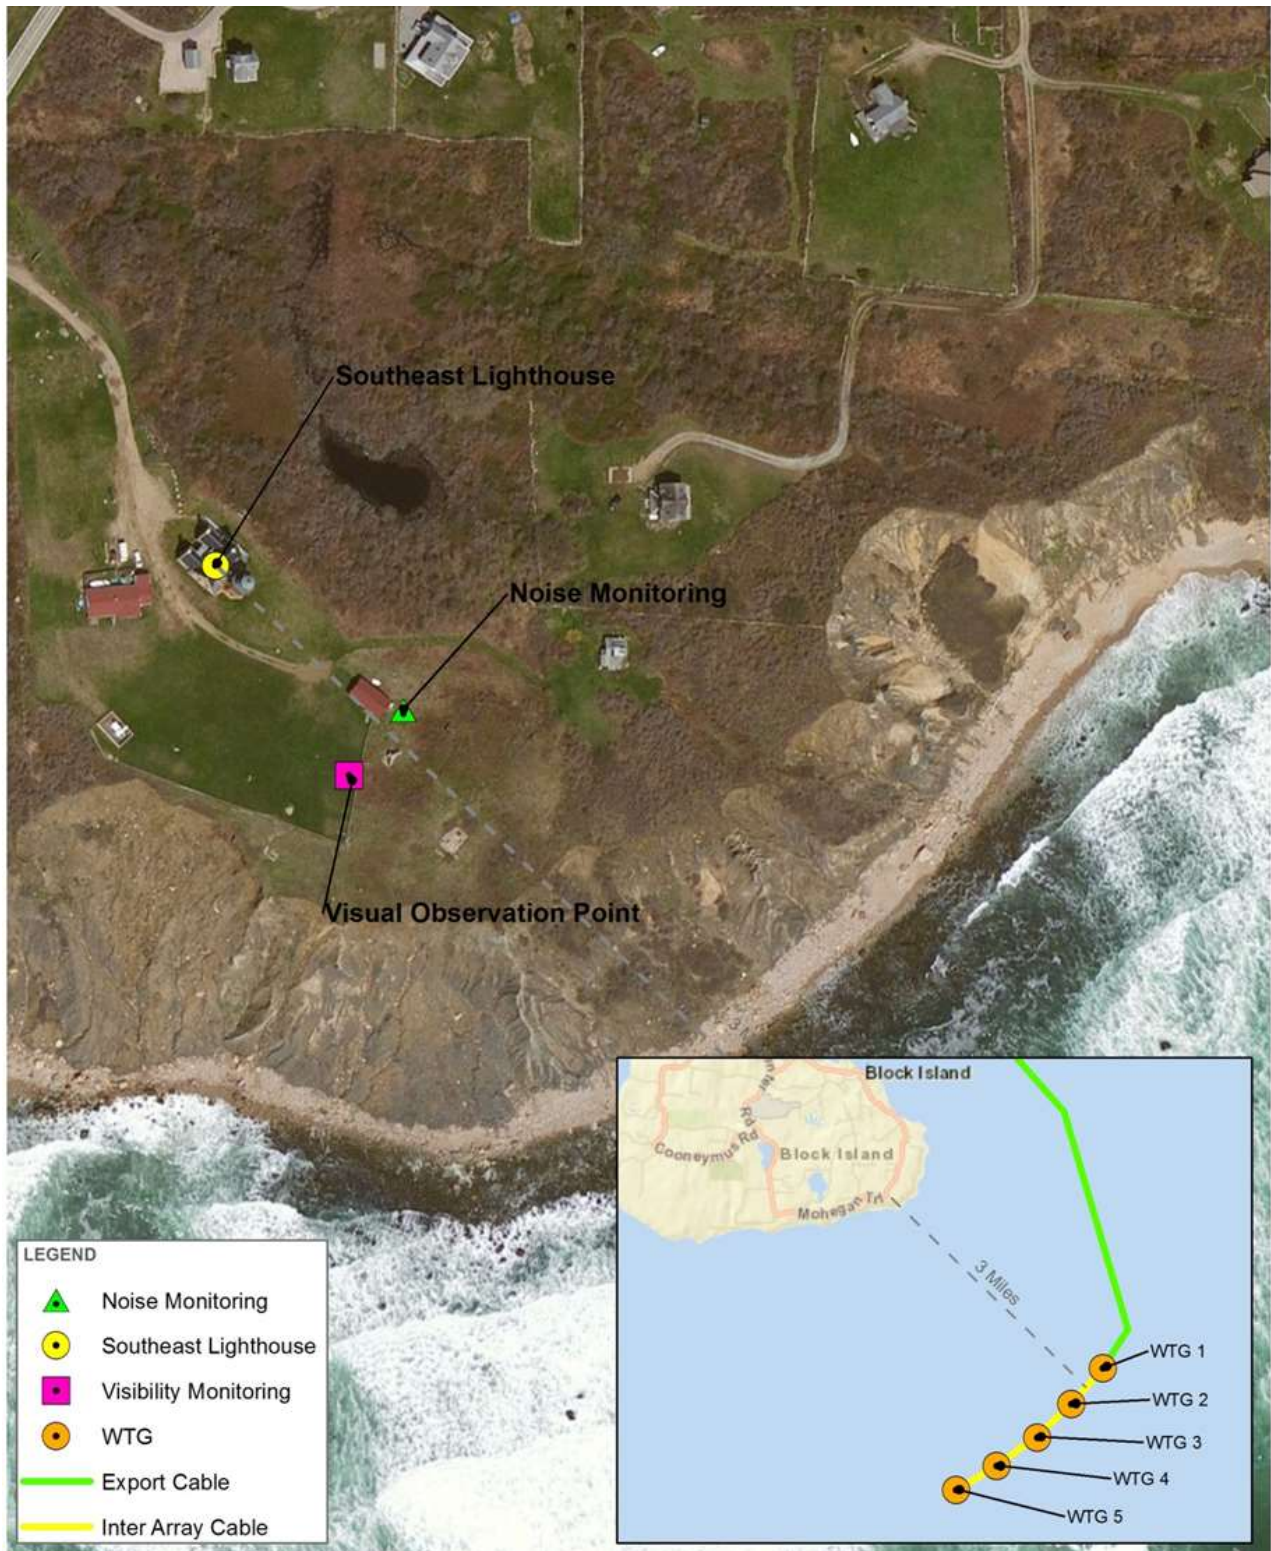 Southeast Lighthouse
Noise Monitoring
Visual Observation Point
LEGEND
Noise Monitoring
Southeast Lighthouse
Visibility Monitoring
WTG
Export Cable
Inter Array Cable
Block Island
Rd
Cooneymus Rd
Block Island
Mohegan Trl
3 Miles
WTG 1
WTG 2
WTG 3
WTG 4
WTG 5